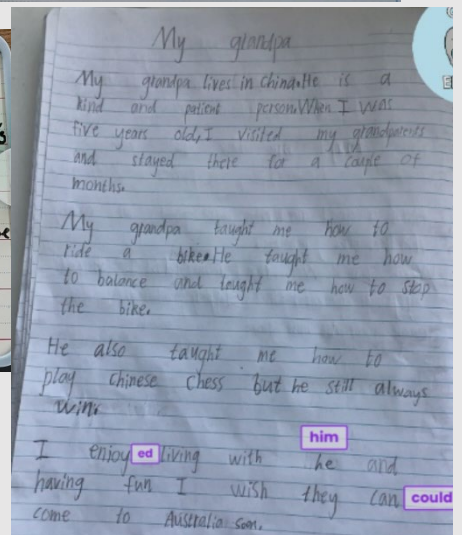 My grandpa
My grandpa lives in China.He is a
kind and patient person.When I was
five years old,I visited my grandparents
and stayed there for a couple of
months.
My grandpa taught me how to
ride a bike.He taught me how
to balance and taught me how to stop
the bike.
He also taught me how to
play Chinese chess but he still always
win.
him
I enjoy ed living with he and
having fun I wish they can could
come to Australia soon.